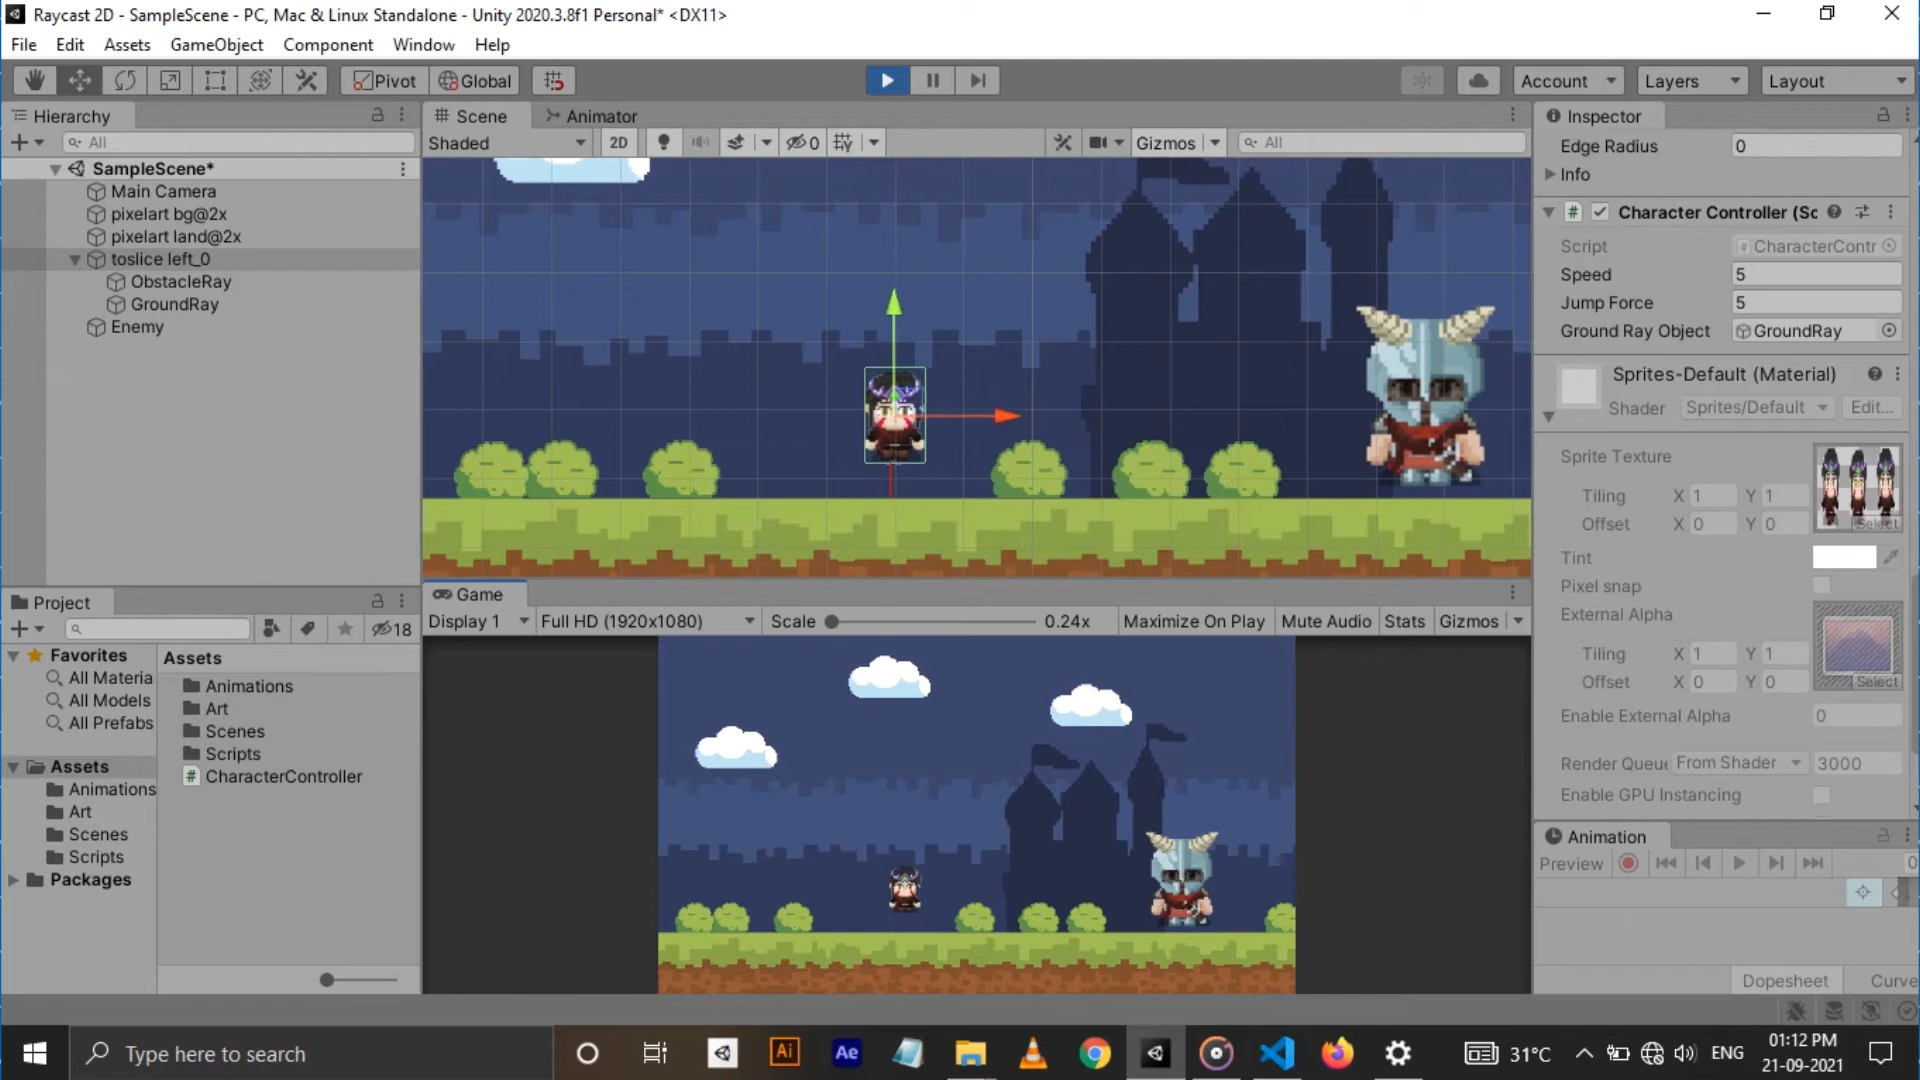 Raycast 2D - SampleScene - PC, Mac & Linux Standalone - Unity 2020.3.8f1 Personal* <DX11>
File Edit Assets GameObject Component Window Help
Pivot Global Account Layers Layout
Hierarchy
All
SampleScene*
Main Camera
pixelart bg@2x
pixelart land@2x
toslice left_0
ObstacleRay
GroundRay
Enemy
Scene Animator
Shaded 2D 0 Gizmos All
Inspector
Edge Radius 0
Info
# Character Controller (Sc
Script # CharacterContr
Speed 5
Jump Force 5
Ground Ray Object GroundRay
Sprites-Default (Material)
Shader Sprites/Default Edit...
Sprite Texture
Tiling X 1 Y 1
Offset X 0 Y 0
Select
Tint
Pixel snap
External Alpha
Tiling X 1 Y 1
Offset X 0 Y 0
Select
Enable External Alpha 0
Render Queue From Shader 3000
Enable GPU Instancing
Project
18
Favorites
All Materia
All Models
All Prefabs
Assets
Animations
Art
Scenes
Scripts
Packages
Assets
Animations
Art
Scenes
Scripts
# CharacterController
Game
Display 1 Full HD (1920x1080) Scale 0.24x Maximize On Play Mute Audio Stats Gizmos
Animation
Preview 0
Dopesheet Curve
Type here to search
Ai
Ae
31°C
ENG
01:12 PM
21-09-2021